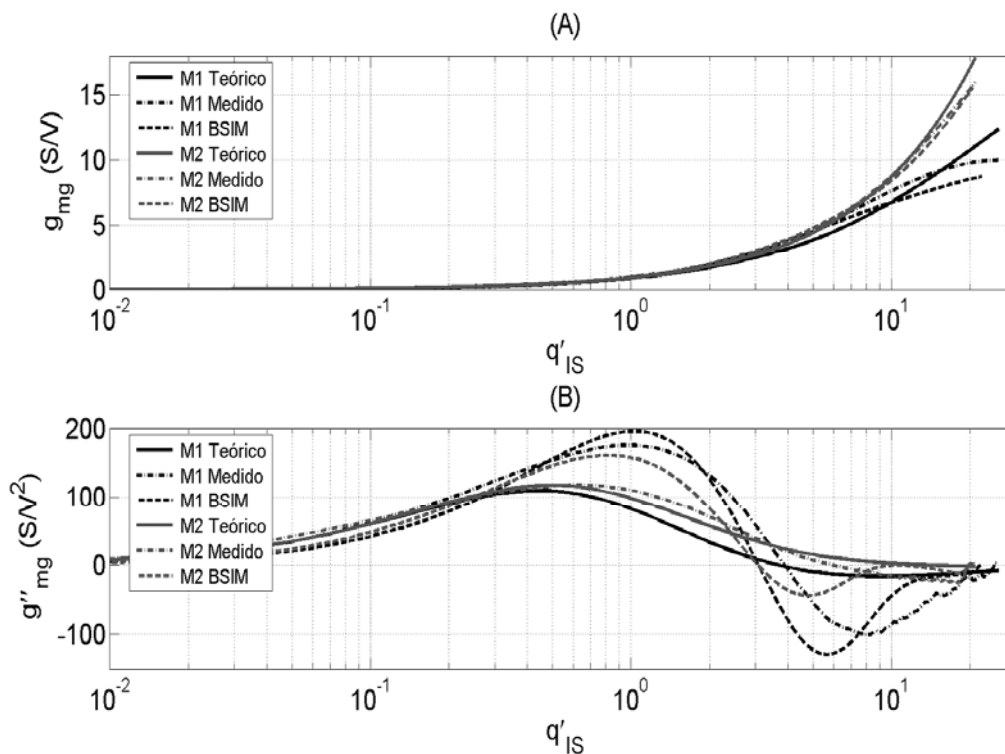 (A)
15
10
5
0
g_mg (S/V)
M1 Teórico
M1 Medido
M1 BSIM
M2 Teórico
M2 Medido
M2 BSIM
10^-2
10^-1
10^0
10^1
q'_IS
(B)
200
100
0
-100
g''_mg (S/V^2)
M1 Teórico
M1 Medido
M1 BSIM
M2 Teórico
M2 Medido
M2 BSIM
10^-2
10^-1
10^0
10^1
q'_IS